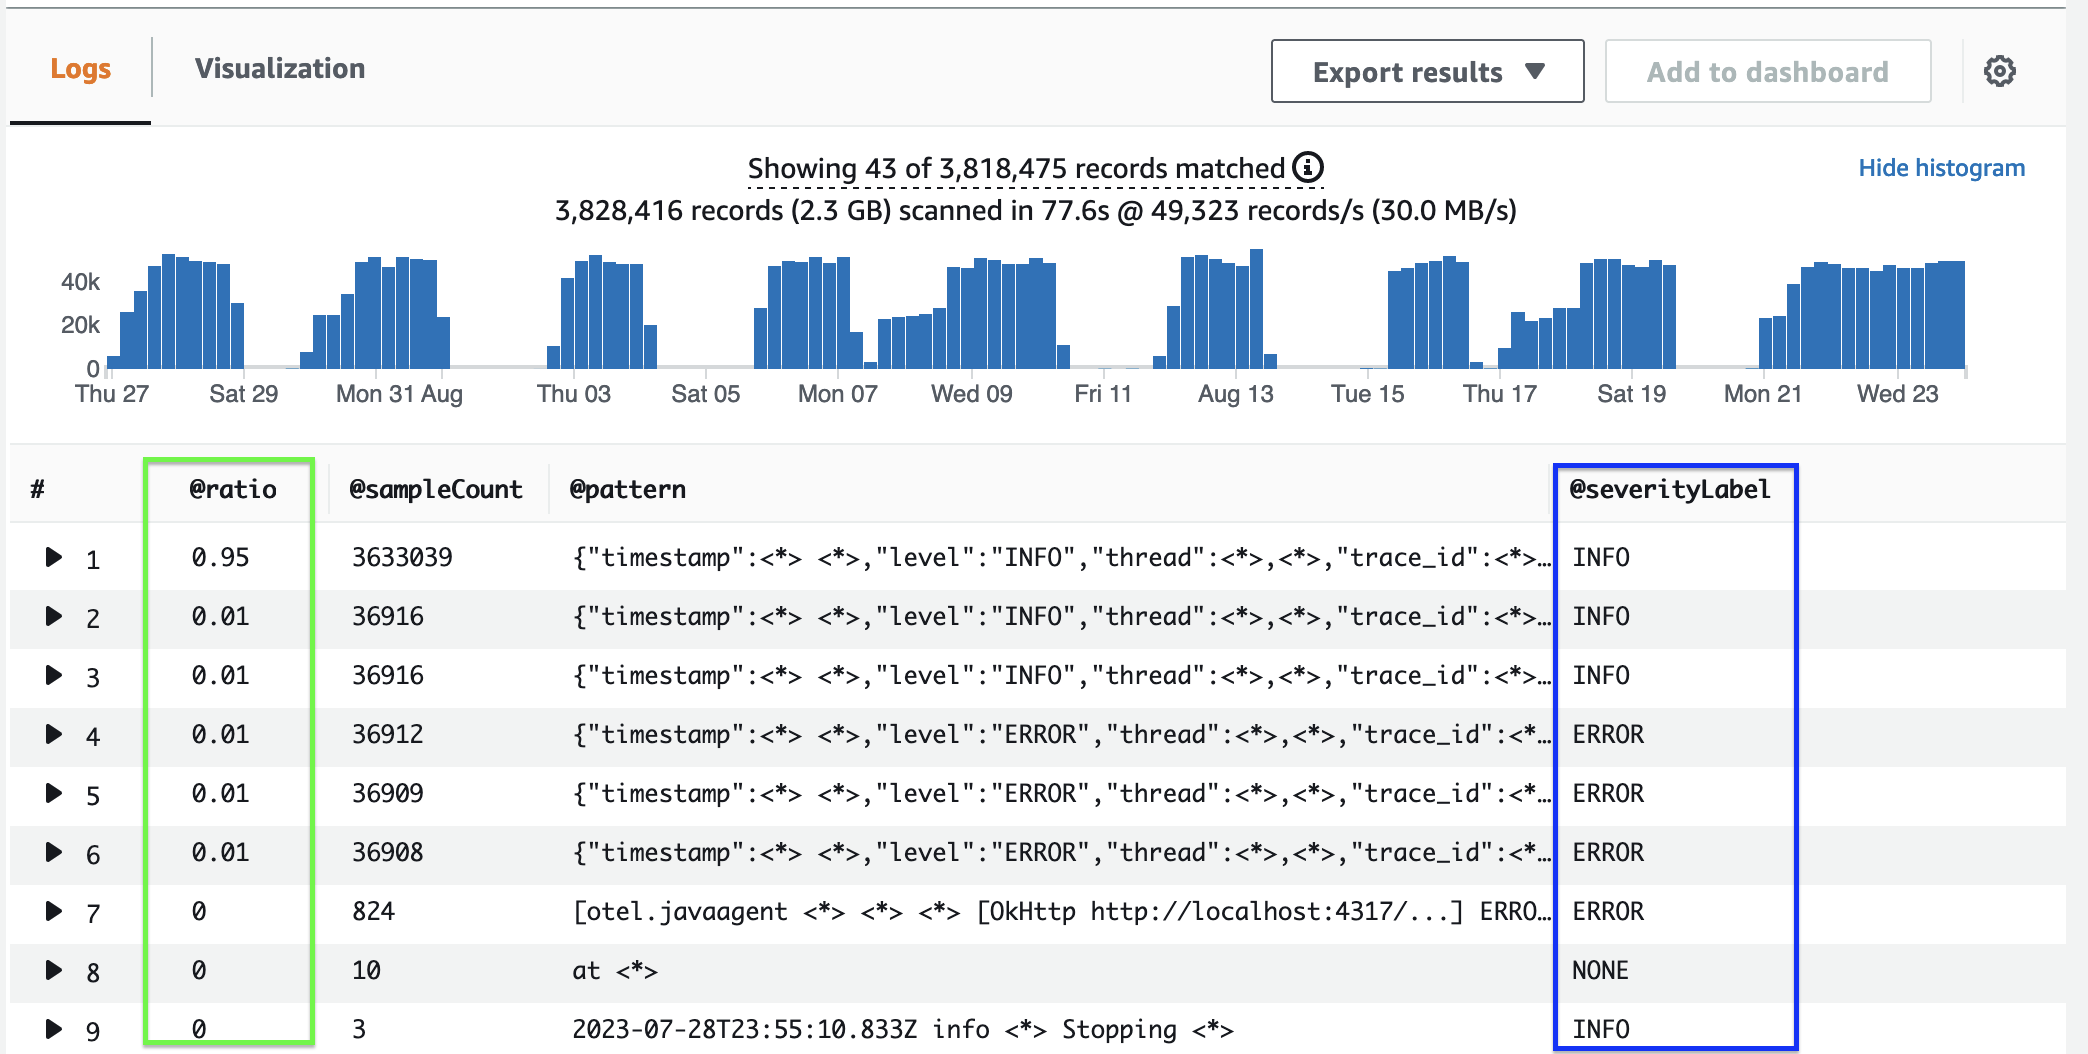 Logs Visualization Export results Add to dashboard
Showing 43 of 3,818,475 records matched
Hide histogram
3,828,416 records (2.3 GB) scanned in 77.6s @ 49,323 records/s (30.0 MB/s)
40k
20k
0
Thu 27 Sat 29 Mon 31 Aug Thu 03 Sat 05 Mon 07 Wed 09 Fri 11 Aug 13 Tue 15 Thu 17 Sat 19 Mon 21 Wed 23
# @ratio @sampleCount @pattern @severityLabel
1 0.95 3633039 {"timestamp":<*> <*>,"level":"INFO","thread":<*>,<*>,"trace_id":<*>… INFO
2 0.01 36916 {"timestamp":<*> <*>,"level":"INFO","thread":<*>,<*>,"trace_id":<*>… INFO
3 0.01 36916 {"timestamp":<*> <*>,"level":"INFO","thread":<*>,<*>,"trace_id":<*>… INFO
4 0.01 36912 {"timestamp":<*> <*>,"level":"ERROR","thread":<*>,<*>,"trace_id":<*… ERROR
5 0.01 36909 {"timestamp":<*> <*>,"level":"ERROR","thread":<*>,<*>,"trace_id":<*… ERROR
6 0.01 36908 {"timestamp":<*> <*>,"level":"ERROR","thread":<*>,<*>,"trace_id":<*… ERROR
7 0 824 [otel.javaagent <*> <*> <*> [OkHttp http://localhost:4317/...] ERRO… ERROR
8 0 10 at <*> NONE
9 0 3 2023-07-28T23:55:10.833Z info <*> Stopping <*> INFO